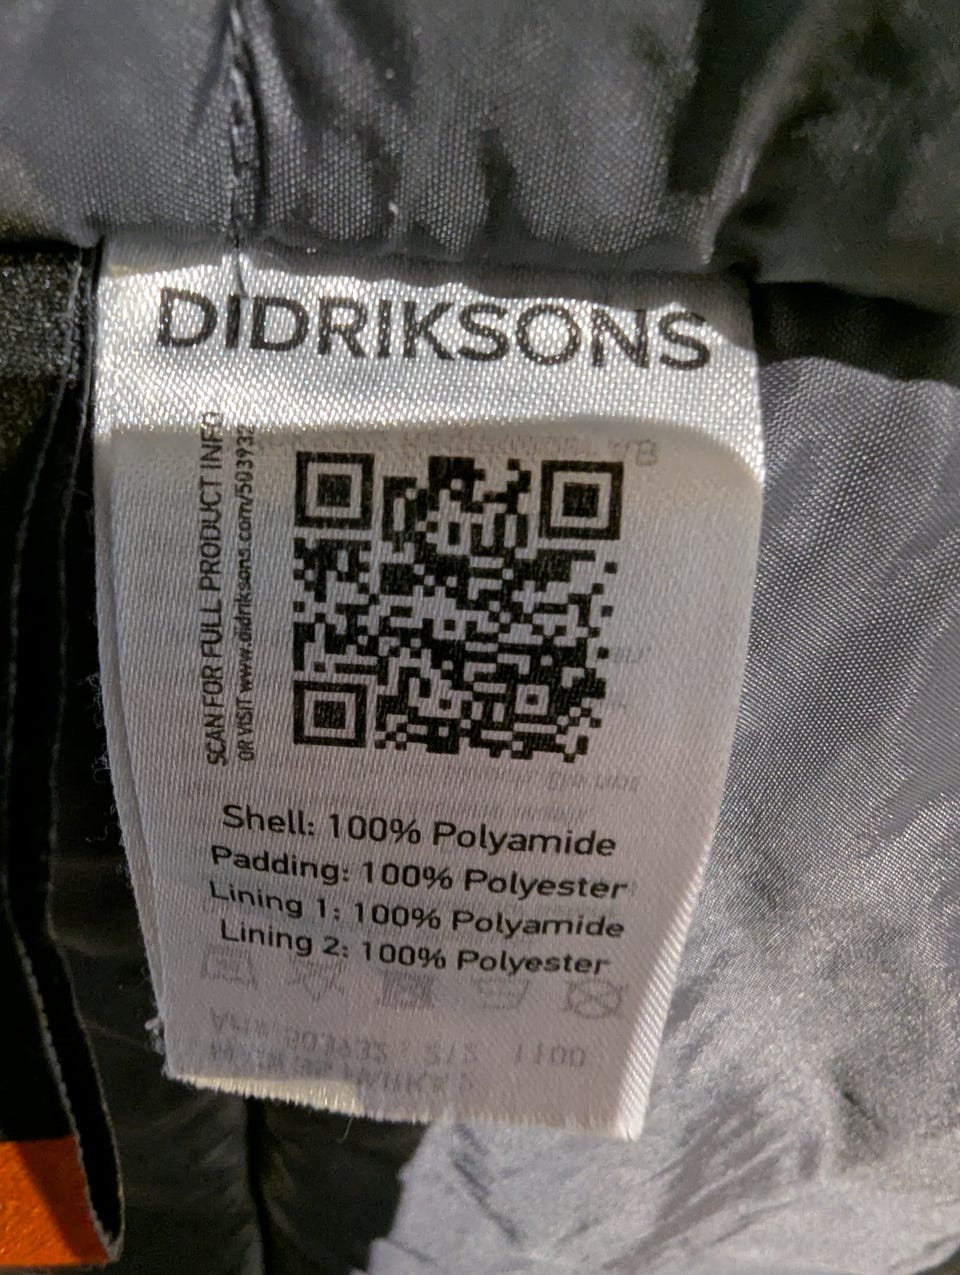 DIDRIKSONS
SCAN FOR FULL PRODUCT INFO
OR VISIT www.didriksons.com/503932
Shell: 100% Polyamide
Padding: 100% Polyester
Lining 1: 100% Polyamide
Lining 2: 100% Polyester